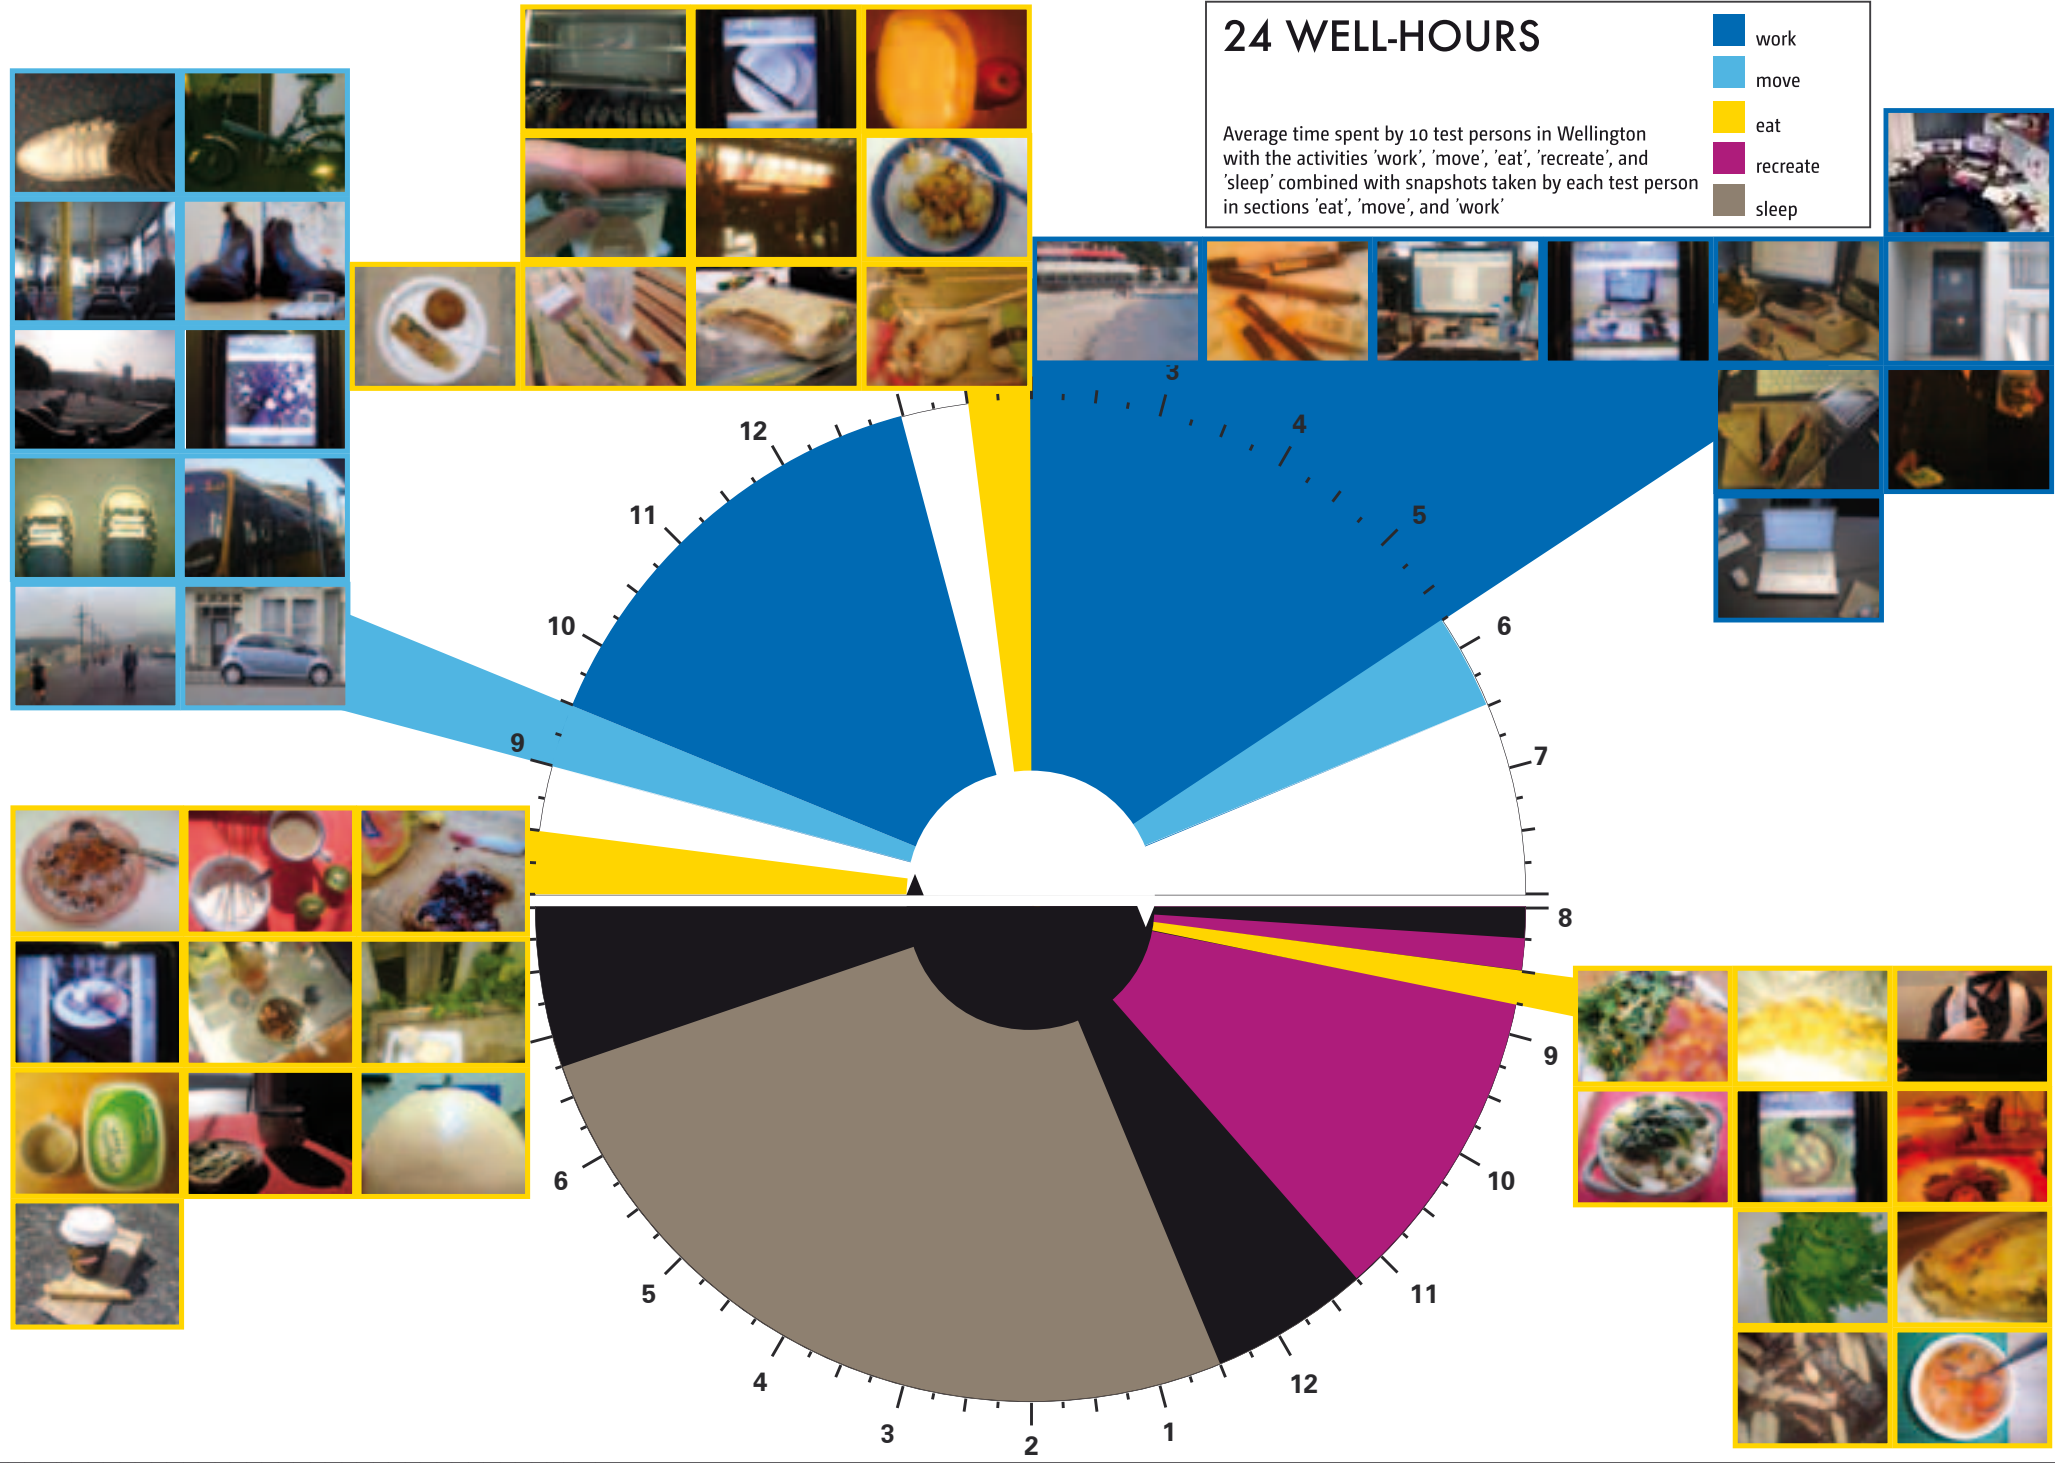 24 WELL-HOURS
work
move
eat
recreate
sleep
Average time spent by 10 test persons in Wellington
with the activities ’work’, ’move’, ’eat’, ’recreate’, and
’sleep’ combined with snapshots taken by each test person
in sections ’eat’, ’move’, and ’work’
3
12
4
11
5
10
6
9
7
8
9
6
10
5
11
4
12
3
1
2